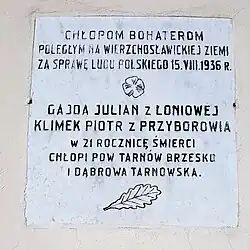 CHŁOPOM BOHATEROM
POLEGŁYM NA WIERZCHOSŁAWICKIEJ ZIEMI
ZA SPRAWĘ LUDU POLSKIEGO 15.VIII.1936 R.
GAJDA JULIAN Z ŁONIOWEJ
KLIMEK PIOTR Z PRZYBOROWIA
W 21 ROCZNICĘ ŚMIERCI
CHŁOPI POW TARNÓW BRZESKO
I DĄBROWA TARNOWSKA.